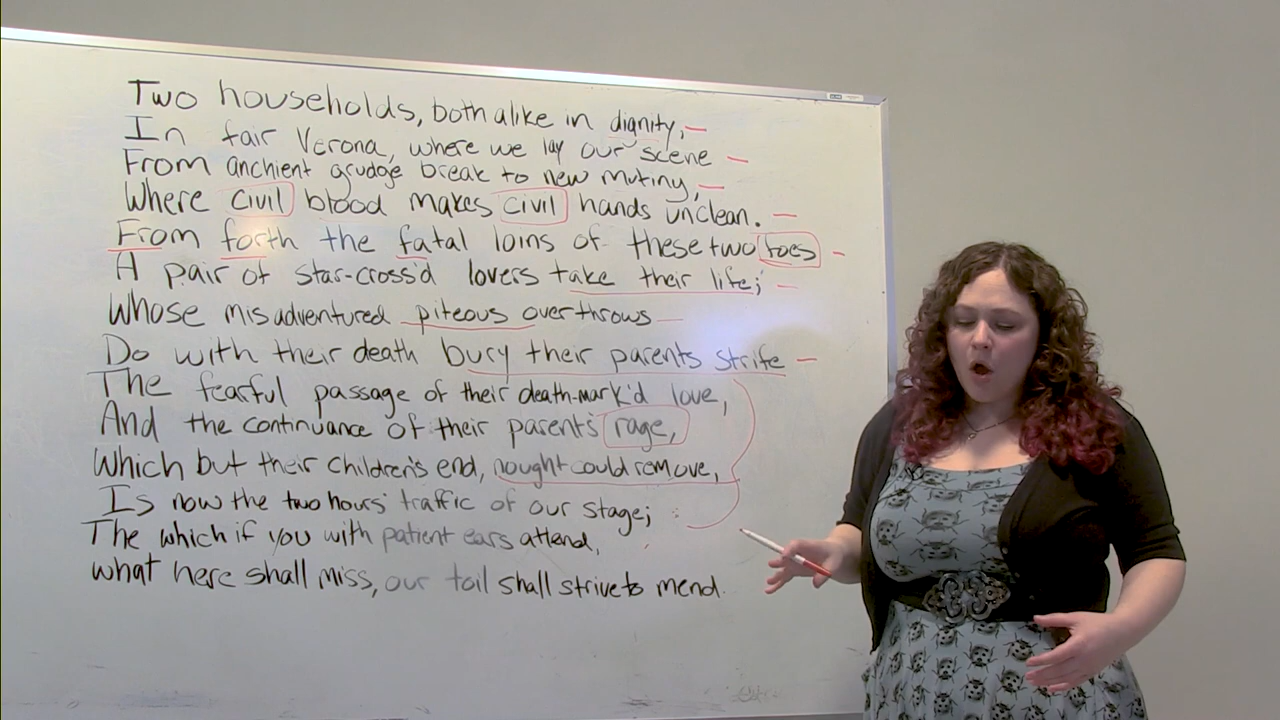 Two households, both alike in dignity,
In fair Verona, where we lay our scene
From anchient grudge break to new mutiny,
Where civil blood makes civil hands unclean.
From forth the fatal loins of these two foes
A pair of star-cross'd lovers take their life;
Whose misadventured piteous overthrows
Do with their death bury their parents strife
The fearful passage of their death-mark'd love,
And the continuance of their parents' rage,
Which but their children's end, nought could remove,
Is now the two hours' traffic of our stage;
The which if you with patient ears attend,
what here shall miss, our toil shall strive to mend.